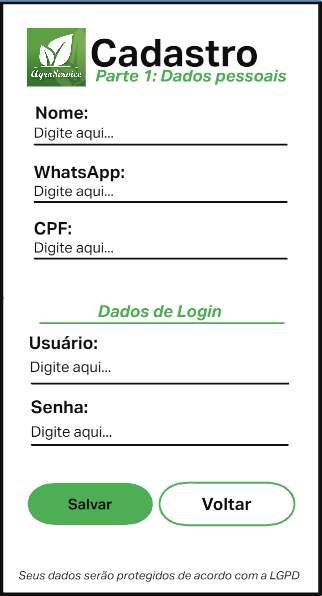 AgroService
Cadastro
Parte 1: Dados pessoais
Nome:
Digite aqui...
WhatsApp:
Digite aqui...
CPF:
Digite aqui...
Dados de Login
Usuário:
Digite aqui...
Senha:
Digite aqui...
Salvar
Voltar
Seus dados serão protegidos de acordo com a LGPD